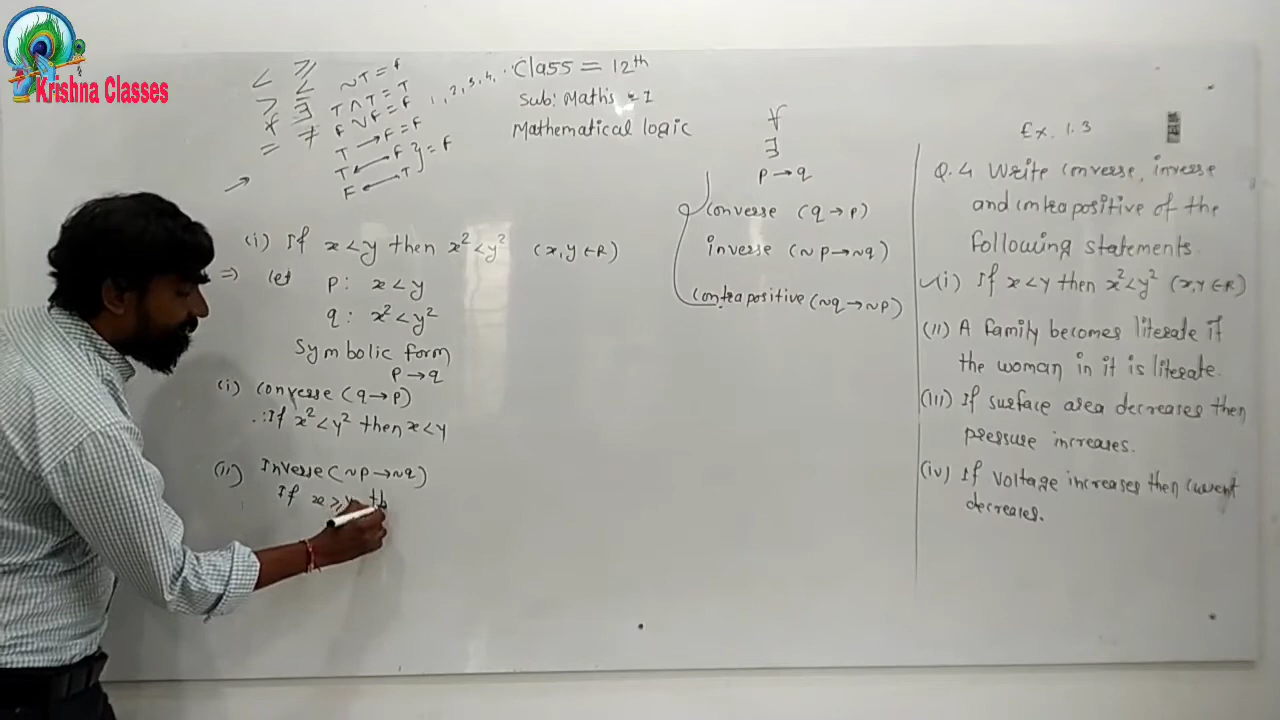 Krishna Classes
< ≥
> ≤
∀ ∃
= ≠
~T = F
T ∧ T = T
F ∨ F = F
T → F = F
T ↔ F } = F
F ↔ T
1, 2, 3, 4, ..
Class = 12th
Sub: Maths - 1
Mathematical logic
(i) If x < y then x² < y² (x, y ∈ R)
⇒ let p: x < y
q: x² < y²
Symbolic form
p → q
(i) Converse (q → p)
∴ If x² < y² then x < y
(ii) Inverse (~p → ~q)
If x ≥ y th
∀
∃
p → q
Converse (q → p)
inverse (~p → ~q)
Contrapositive (~q → ~p)
Ex. 1.3
Q.4 Write Converse, inverse
and contrapositive of the
following statements.
(i) If x < y then x² < y² (x, y ∈ R)
(ii) A family becomes literate if
the woman in it is literate.
(iii) If surface area decreases then
pressure increases.
(iv) If voltage increases then current
decreases.